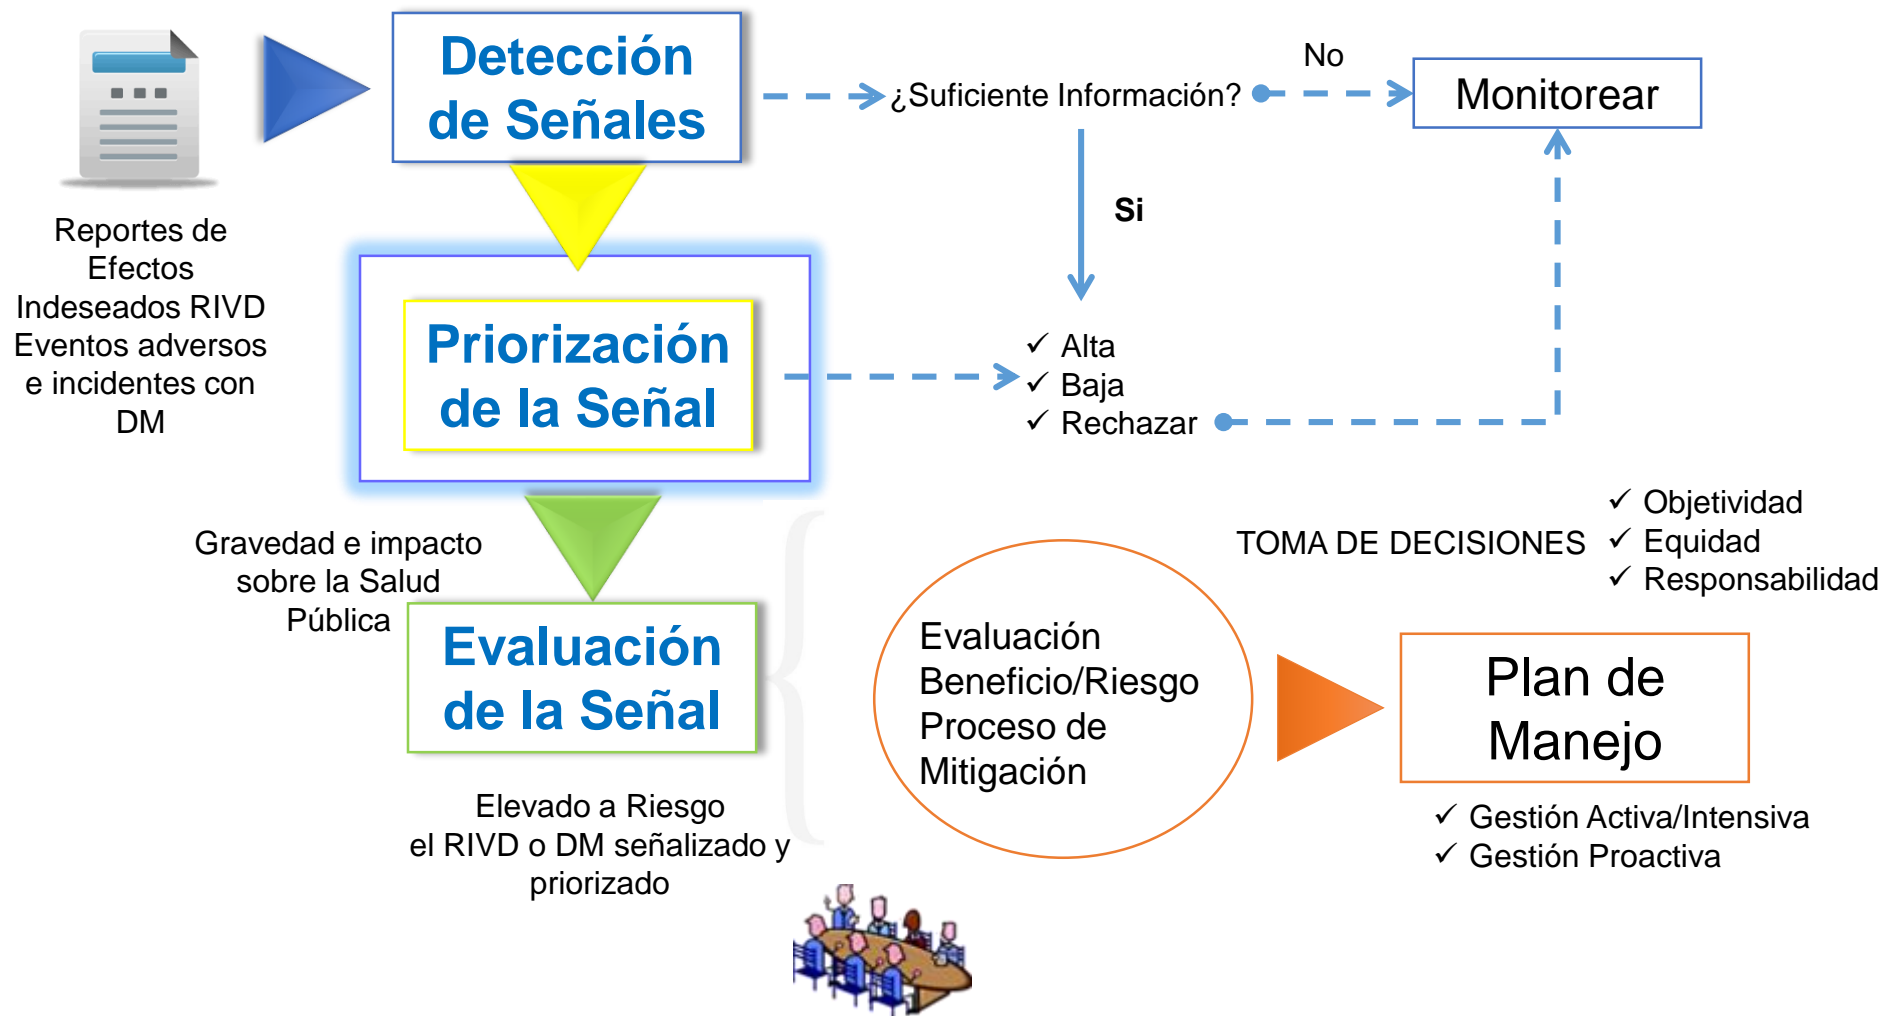 Detección
de Señales
¿Suficiente Información?
No
Monitorear
Si
Reportes de
Efectos
Indeseados RIVD
Eventos adversos
e incidentes con
DM
Priorización
de la Señal
✓ Alta
✓ Baja
✓ Rechazar
Gravedad e impacto
sobre la Salud
Pública
Evaluación
de la Señal
Elevado a Riesgo
el RIVD o DM señalizado y
priorizado
Evaluación
Beneficio/Riesgo
Proceso de
Mitigación
TOMA DE DECISIONES
✓ Objetividad
✓ Equidad
✓ Responsabilidad
Plan de
Manejo
✓ Gestión Activa/Intensiva
✓ Gestión Proactiva